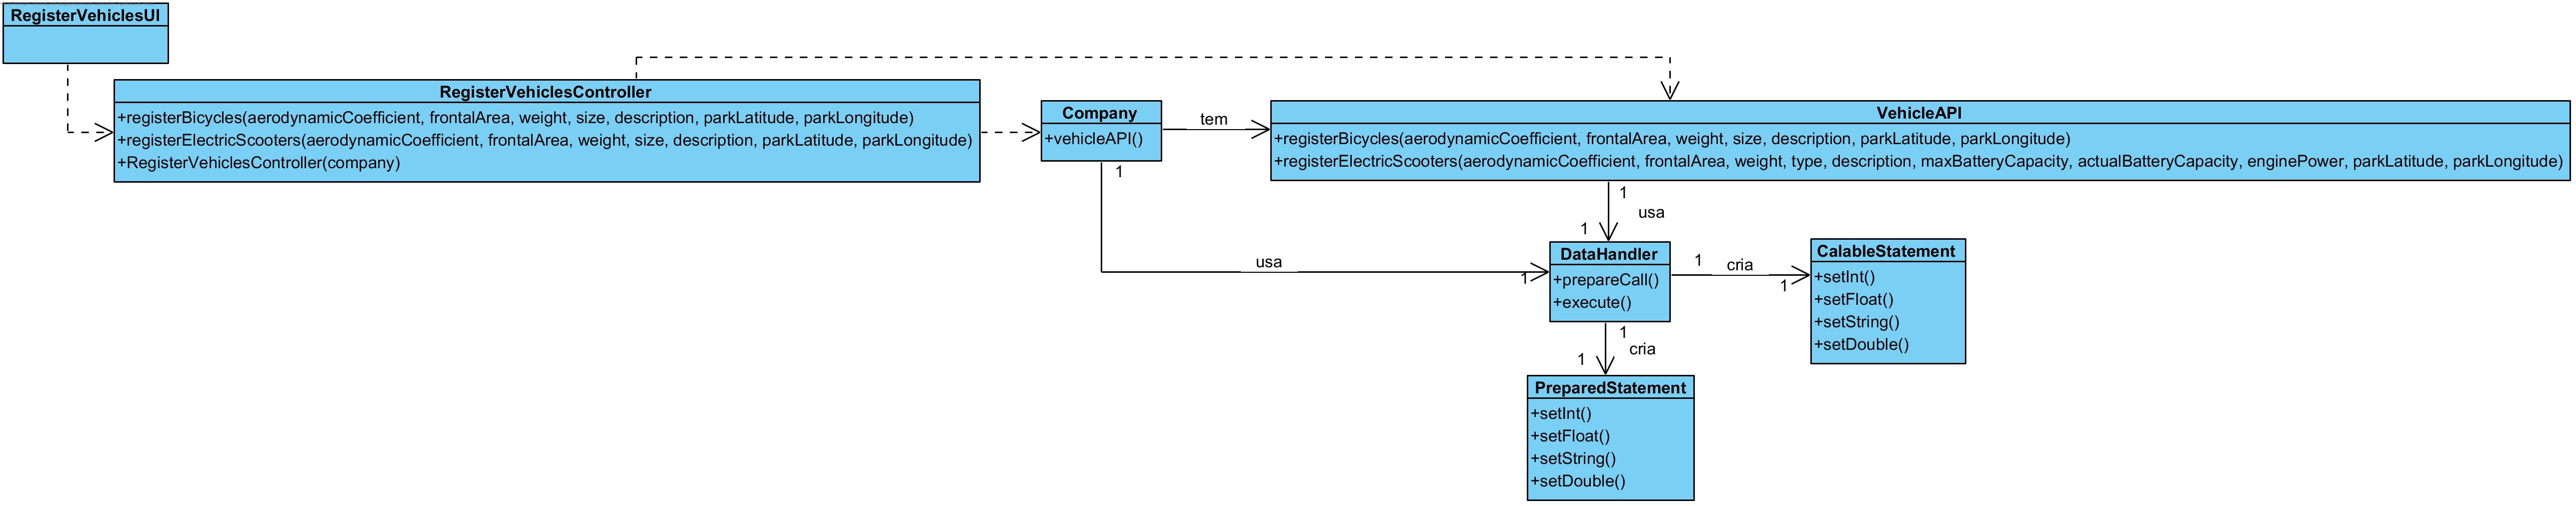 RegisterVehiclesUI
RegisterVehiclesController
+registerBicycles(aerodynamicCoefficient, frontalArea, weight, size, description, parkLatitude, parkLongitude)
+registerElectricScooters(aerodynamicCoefficient, frontalArea, weight, size, description, parkLatitude, parkLongitude)
+RegisterVehiclesController(company)
Company
+vehicleAPI()
1
tem
VehicleAPI
+registerBicycles(aerodynamicCoefficient, frontalArea, weight, size, description, parkLatitude, parkLongitude)
+registerElectricScooters(aerodynamicCoefficient, frontalArea, weight, type, description, maxBatteryCapacity, actualBatteryCapacity, enginePower, parkLatitude, parkLongitude)
1
usa
1
usa
1
DataHandler
+prepareCall()
+execute()
1
cria
1
CalableStatement
+setInt()
+setFloat()
+setString()
+setDouble()
1
cria
1
PreparedStatement
+setInt()
+setFloat()
+setString()
+setDouble()